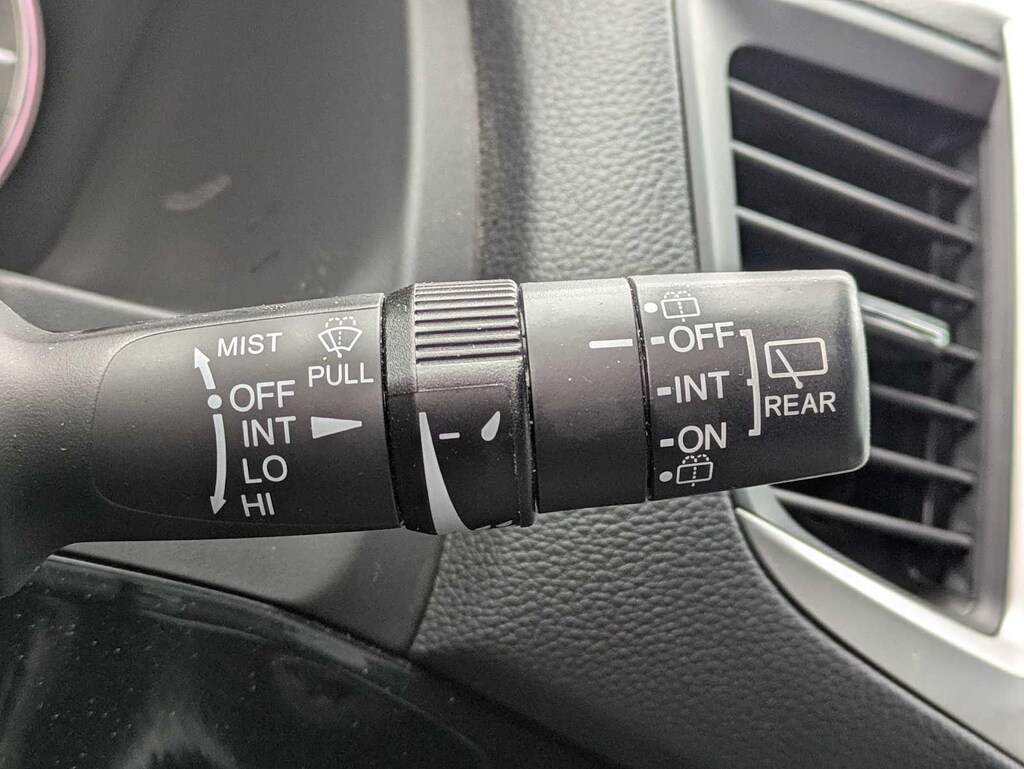 MIST
PULL
OFF
INT
LO
HI
OFF
INT
ON
REAR